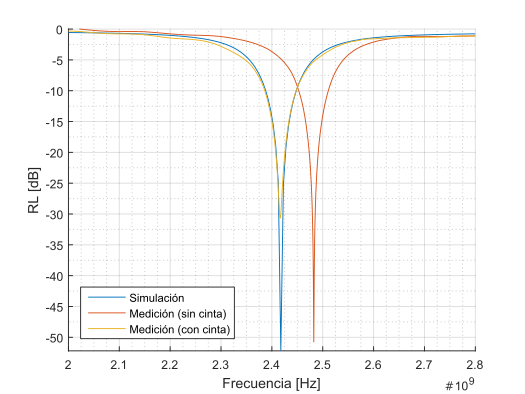 0
-5
-10
-15
-20
-25
-30
-35
-40
-45
-50
RL [dB]
Simulación
Medición (sin cinta)
Medición (con cinta)
2 2.1 2.2 2.3 2.4 2.5 2.6 2.7 2.8
Frecuencia [Hz]
#10⁹